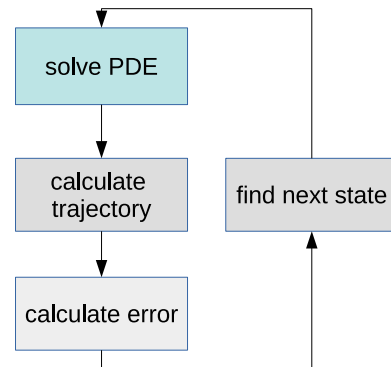 solve PDE
calculate
trajectory
find next state
calculate error